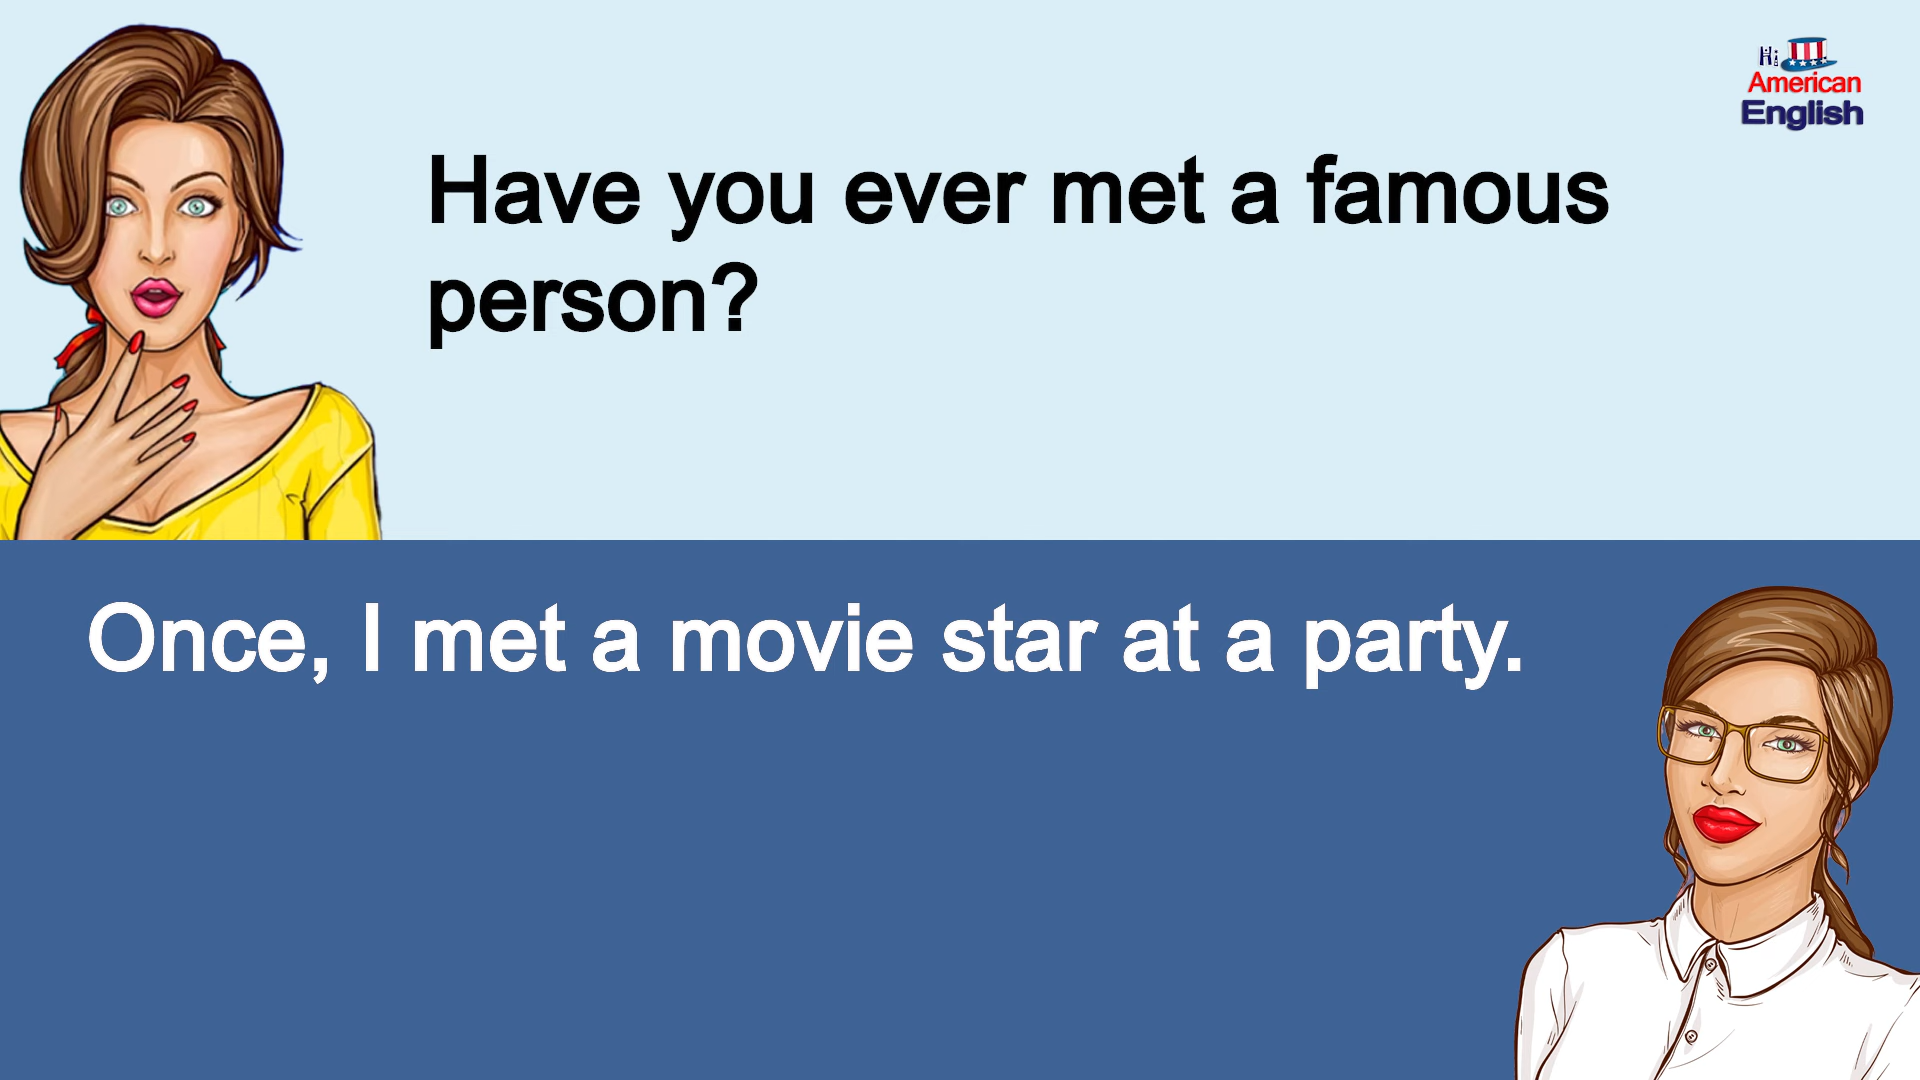 Hi
American
English
Have you ever met a famous
person?
Once, I met a movie star at a party.